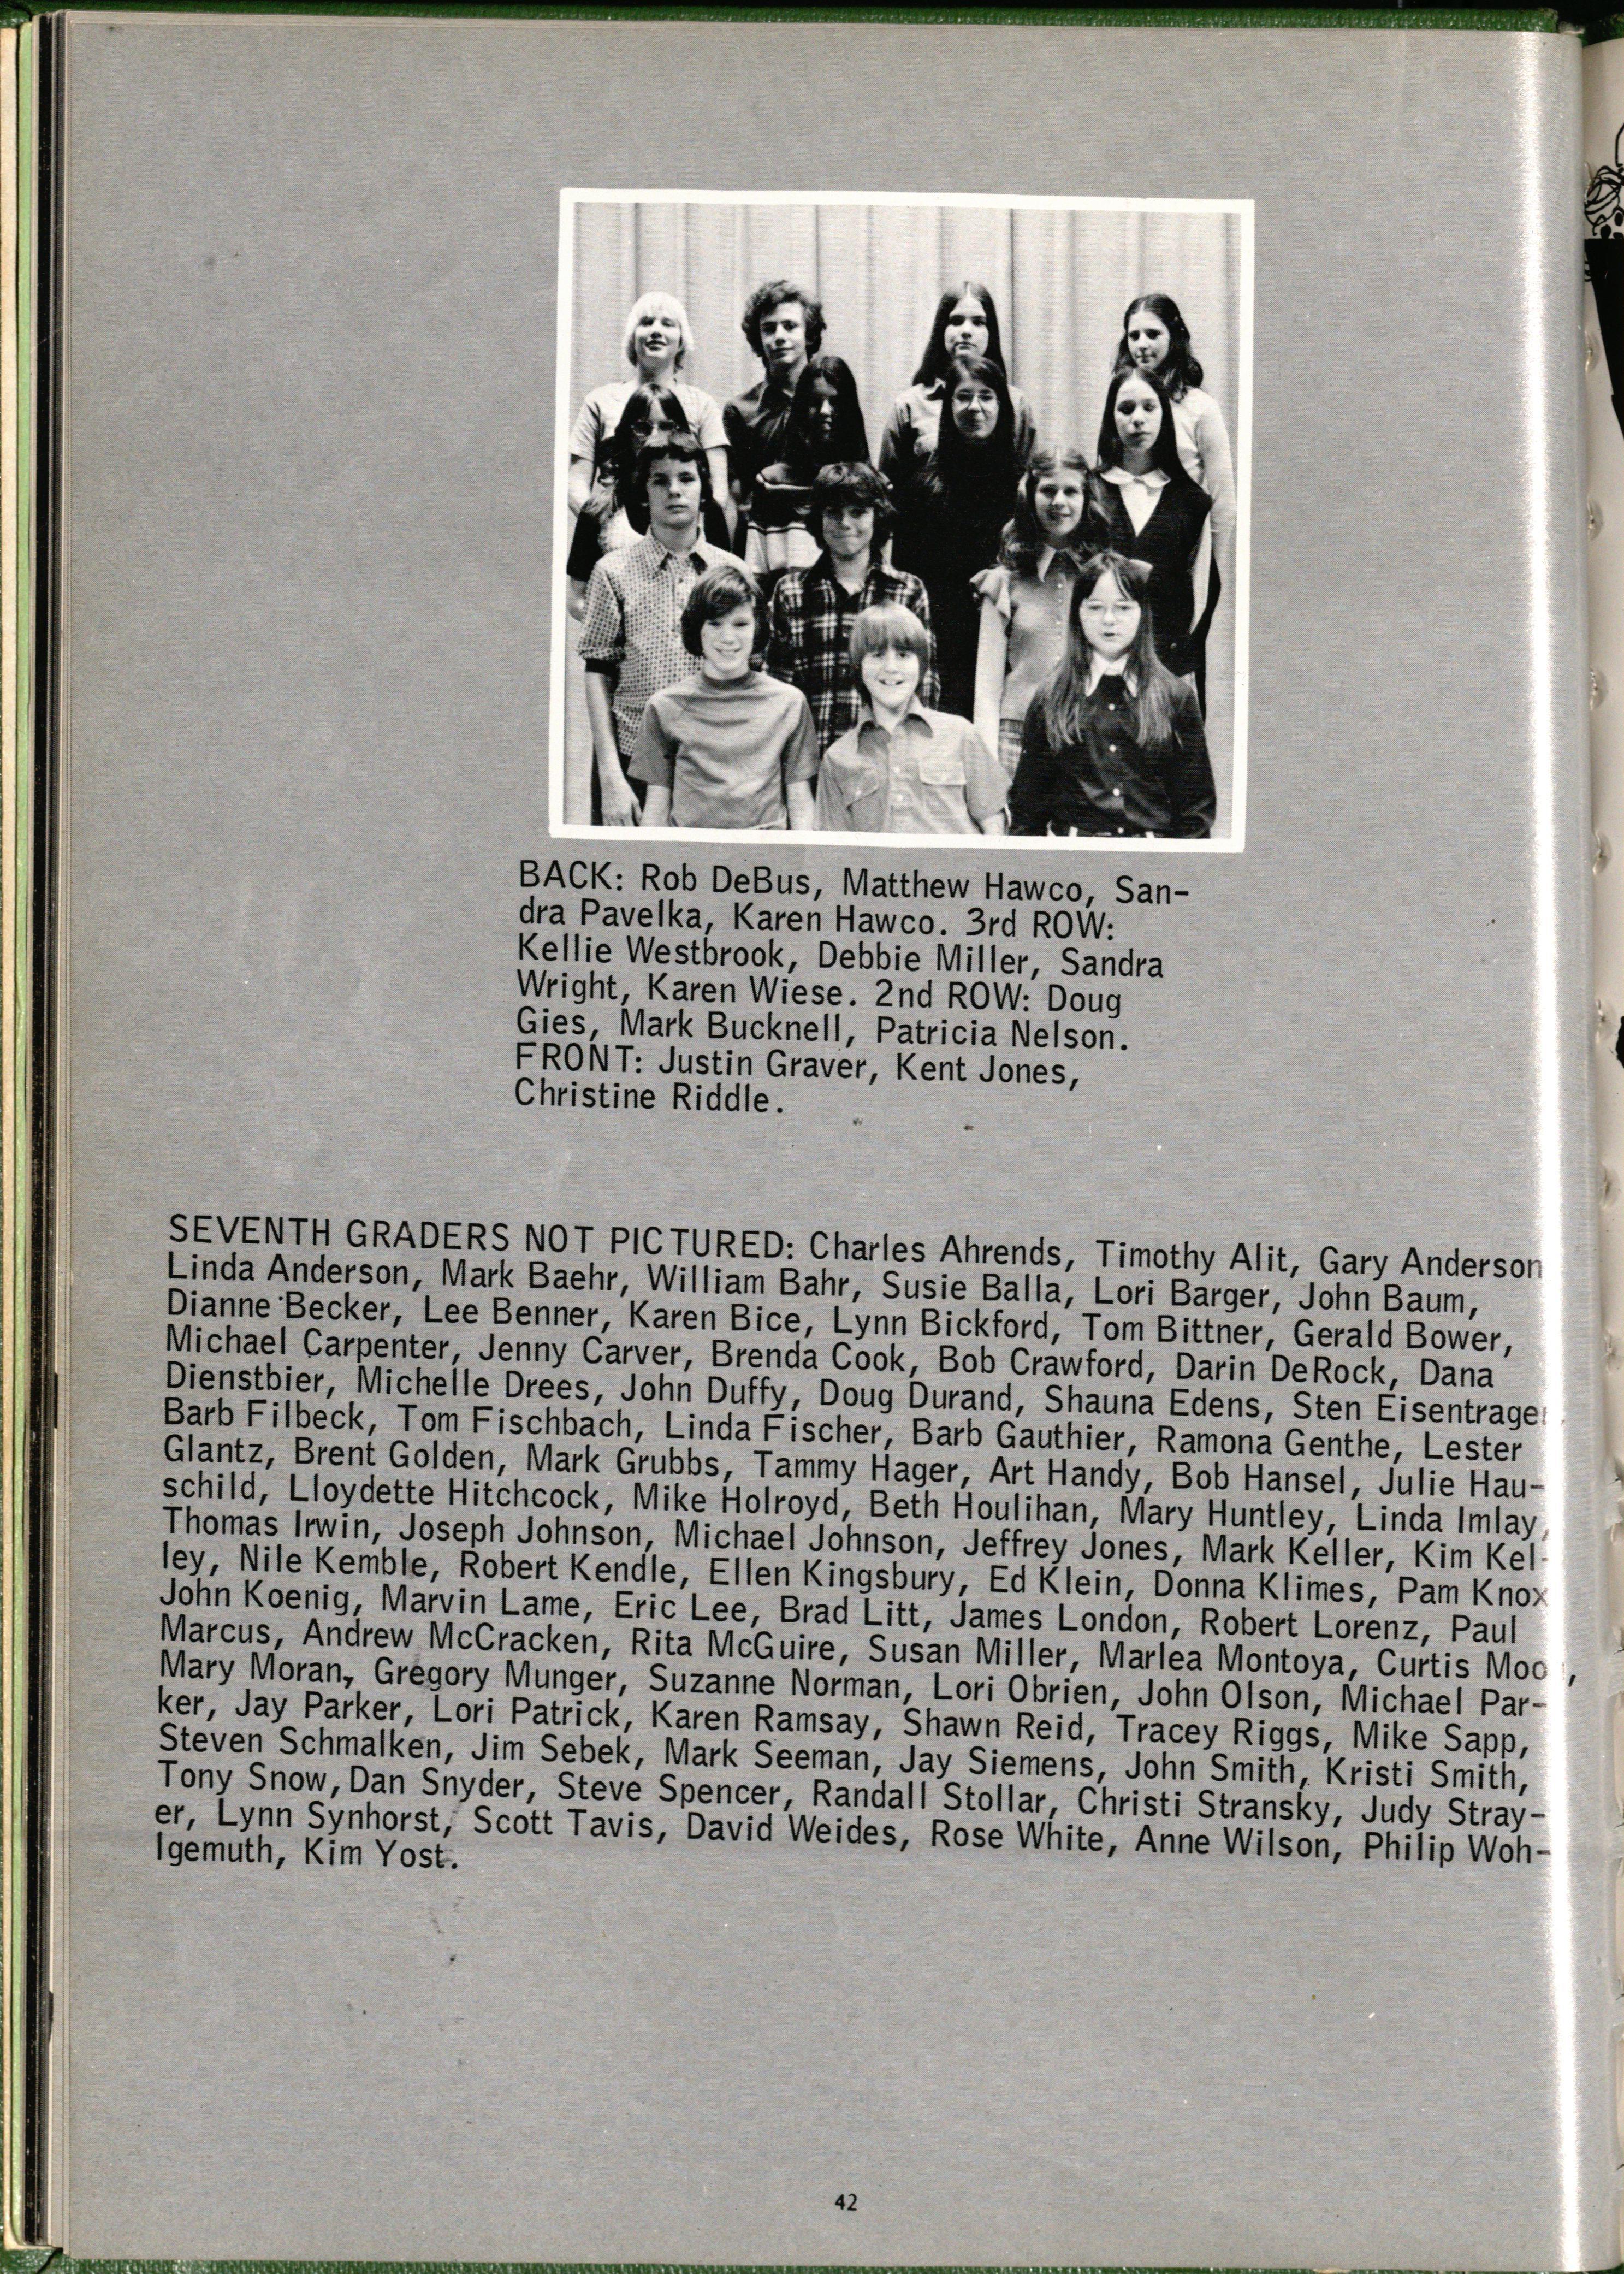 BACK: Rob DeBus, Matthew Hawco, San-
dra Pavelka, Karen Hawco. 3rd ROW:
Kellie Westbrook, Debbie Miller, Sandra
Wright, Karen Wiese. 2nd ROW: Doug
Gies, Mark Bucknell, Patricia Nelson.
FRONT: Justin Graver, Kent Jones,
Christine Riddle.
SEVENTH GRADERS NOT PICTURED: Charles Ahrends, Timothy Alit, Gary Anderson
Linda Anderson, Mark Baehr, William Bahr, Susie Balla, Lori Barger, John Baum,
Dianne Becker, Lee Benner, Karen Bice, Lynn Bickford, Tom Bittner, Gerald Bower,
Michael Carpenter, Jenny Carver, Brenda Cook, Bob Crawford, Darin DeRock, Dana
Dienstbier, Michelle Drees, John Duffy, Doug Durand, Shauna Edens, Sten
Barb Filbeck, Tom Fischbach, Linda Fischer, Barb Gauthier, Ramona Genthe, Lester
Glantz, Brent Golden, Mark Grubbs, Tammy Hager, Art Handy, Bob Hansel, Julie Hau-
schild, Lloydette Hitchcock, Mike Holroyd, Beth Houlihan, Mary Huntley, Linda Imlay,
Thomas Irwin, Joseph Johnson, Michael Johnson, Jeffrey Jones, Mark Keller, Kim Kel-
ley, Nile Kemble, Robert Kendle, Ellen Kingsbury, Ed Klein, Donna Klimes, Pam Knox
John Koenig, Marvin Lame, Eric Lee, Brad Litt, James London, Robert Lorenz, Paul
Marcus, Andrew McCracken, Rita McGuire, Susan Miller, Marlea Montoya, Curtis
Mary Moran, Gregory Munger, Suzanne Norman, Lori Obrien, John Olson, Michael Par-
ker, Jay Parker, Lori Patrick, Karen Ramsay, Shawn Reid, Tracey Riggs, Mike Sapp,
Steven Schmalken, Jim Sebek, Mark Seeman, Jay Siemens, John Smith, Kristi Smith,
Tony Snow, Dan Snyder, Steve Spencer, Randall Stollar, Christi Stransky, Judy Stray-
er, Lynn Synhorst, Scott Tavis, David Weides, Rose White, Anne Wilson, Philip Woh-
lgemuth, Kim Yost.
42